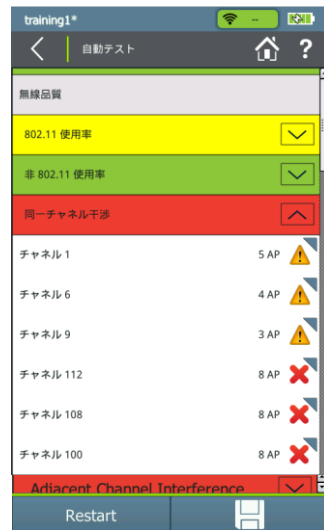 training1*
--
自動テスト
?
無線品質
802.11 使用率
非 802.11 使用率
同一チャネル干渉
チャネル 1 5 AP
チャネル 6 4 AP
チャネル 9 3 AP
チャネル 112 8 AP
チャネル 108 8 AP
チャネル 100 8 AP
Adjacent Channel Interference
Restart